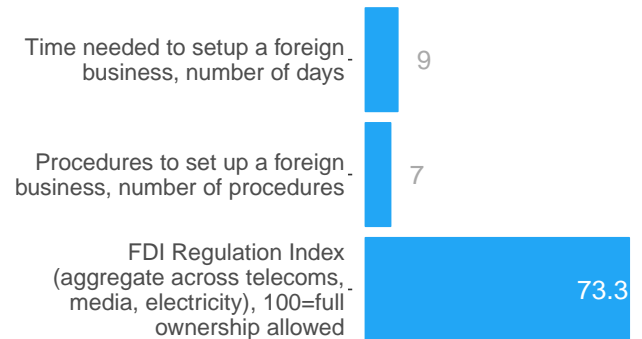 Time needed to setup a foreign
business, number of days
9
Procedures to set up a foreign
business, number of procedures
7
FDI Regulation Index
(aggregate across telecoms,
media, electricity), 100=full
ownership allowed
73.3